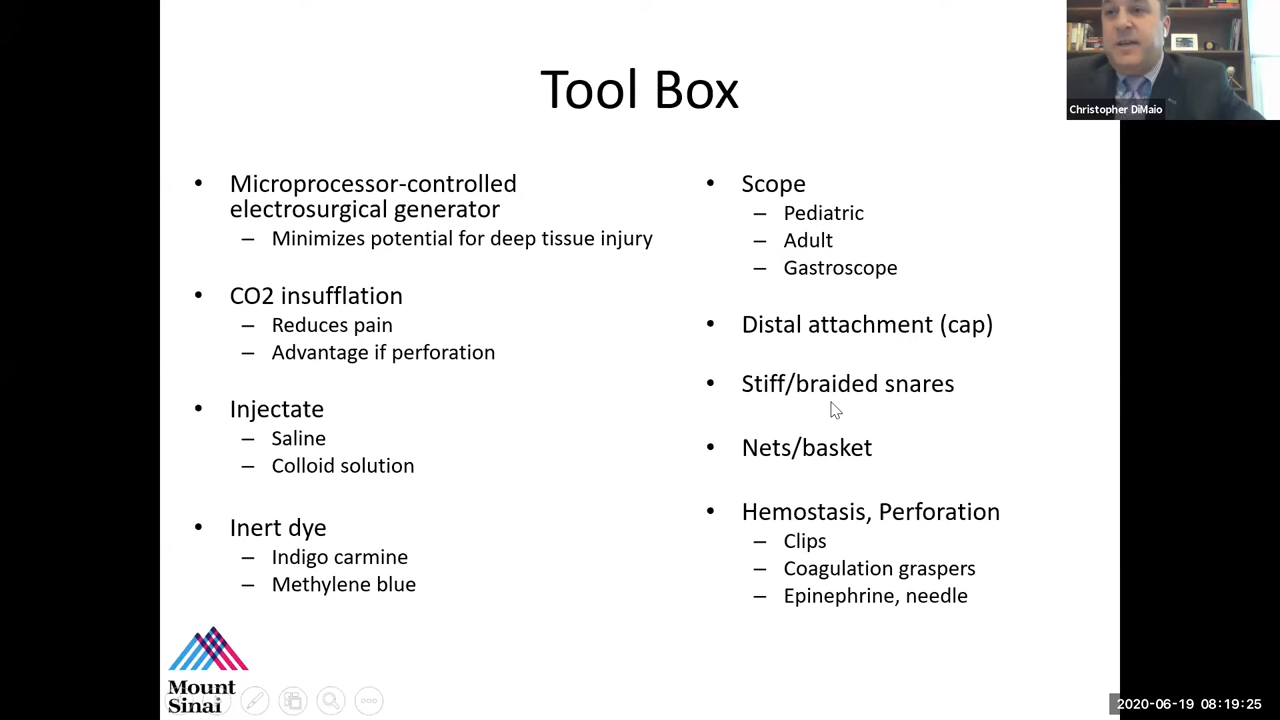 Tool Box
• Microprocessor-controlled
electrosurgical generator
– Minimizes potential for deep tissue injury
• CO2 insufflation
– Reduces pain
– Advantage if perforation
• Injectate
– Saline
– Colloid solution
• Inert dye
– Indigo carmine
– Methylene blue
• Scope
– Pediatric
– Adult
– Gastroscope
• Distal attachment (cap)
• Stiff/braided snares
• Nets/basket
• Hemostasis, Perforation
– Clips
– Coagulation graspers
– Epinephrine, needle
Christopher DiMaio
Mount
Sinai
2020-06-19 08:19:25